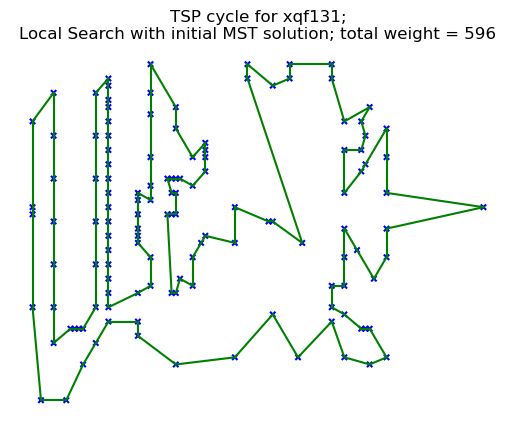 TSP cycle for xqf131;
Local Search with initial MST solution; total weight = 596